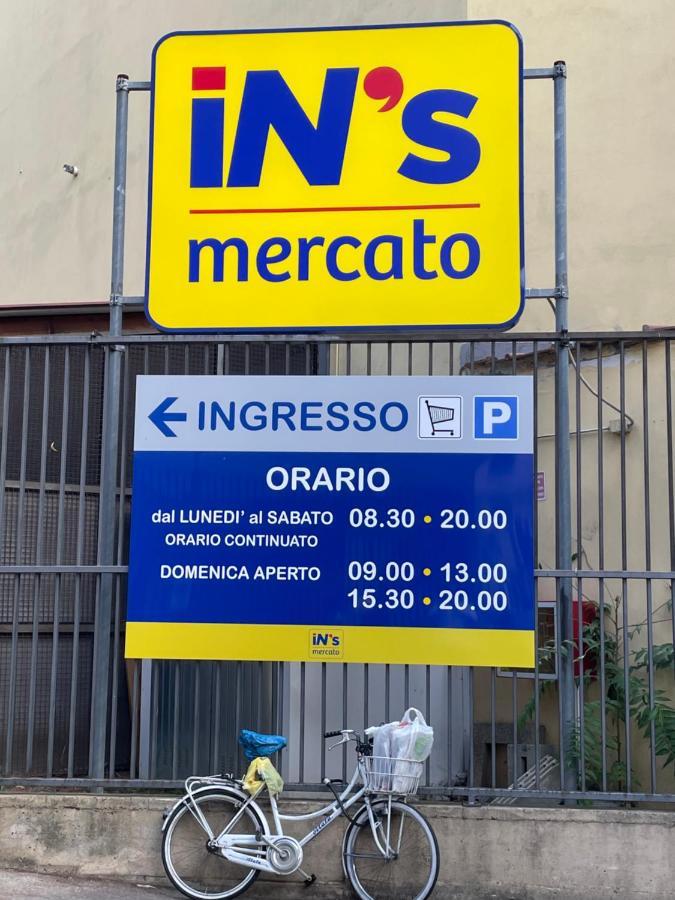 iN's
mercato
INGRESSO P
ORARIO
dal LUNEDI' al SABATO 08.30 • 20.00
ORARIO CONTINUATO
DOMENICA APERTO 09.00 • 13.00
15.30 • 20.00
iN's
mercato